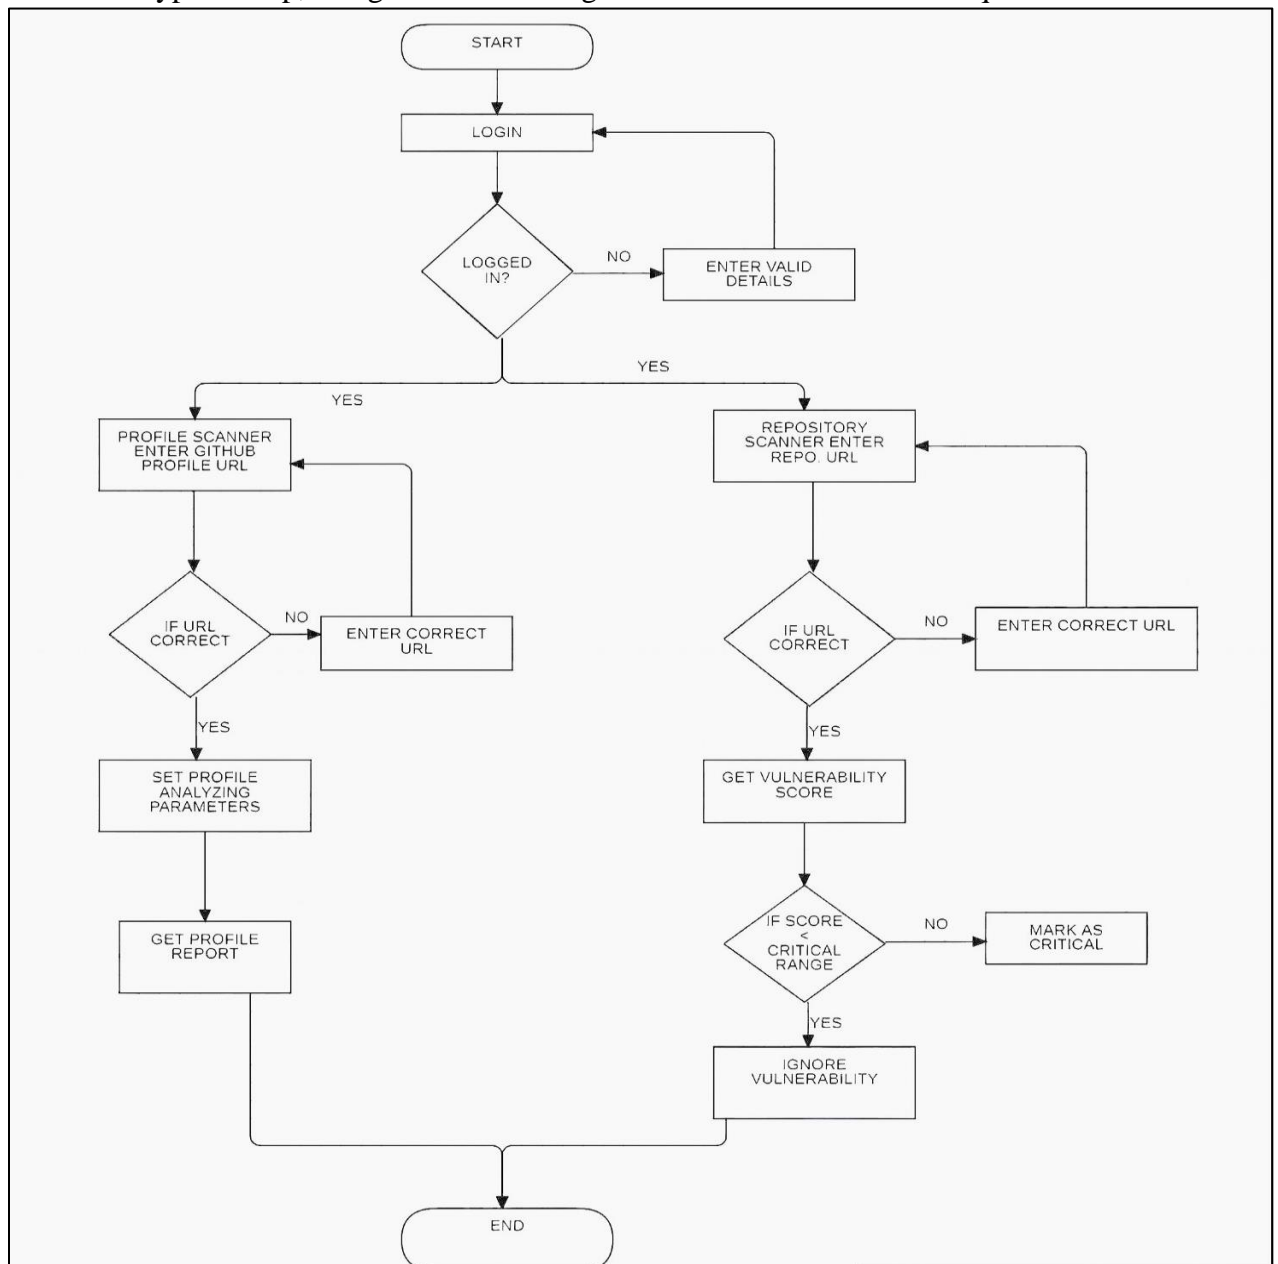 START
LOGIN
LOGGED
IN?
NO
ENTER VALID
DETAILS
YES
YES
PROFILE SCANNER
ENTER GITHUB
PROFILE URL
REPOSITORY
SCANNER ENTER
REPO. URL
IF URL
CORRECT
NO
ENTER CORRECT
URL
IF URL
CORRECT
NO
ENTER CORRECT URL
YES
YES
SET PROFILE
ANALYZING
PARAMETERS
GET VULNERABILITY
SCORE
GET PROFILE
REPORT
IF SCORE
<
CRITICAL
RANGE
NO
MARK AS
CRITICAL
YES
IGNORE
VULNERABILITY
END